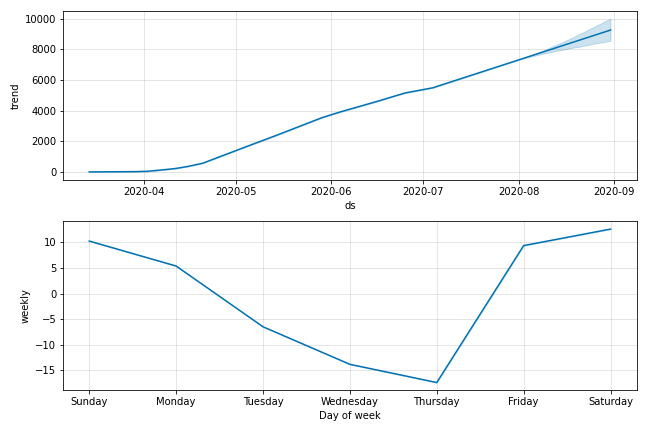 10000
8000
6000
4000
2000
0
trend
2020-04 2020-05 2020-06 2020-07 2020-08 2020-09
ds
10
5
0
−5
−10
−15
weekly
Sunday Monday Tuesday Wednesday Thursday Friday Saturday
Day of week